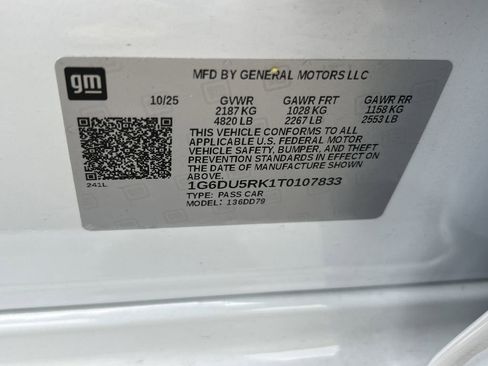 gm
MFD BY GENERAL MOTORS LLC
10/25 GVWR GAWR FRT GAWR RR
2187 KG 1028 KG 1158 KG
4820 LB 2267 LB 2553 LB
THIS VEHICLE CONFORMS TO ALL
APPLICABLE U.S. FEDERAL MOTOR
VEHICLE SAFETY, BUMPER, AND THEFT
PREVENTION STANDARDS IN EFFECT ON
THE DATE OF MANUFACTURE SHOWN
ABOVE.
1G6DU5RK1T0107833
TYPE: PASS CAR
MODEL: 136DD79
241L